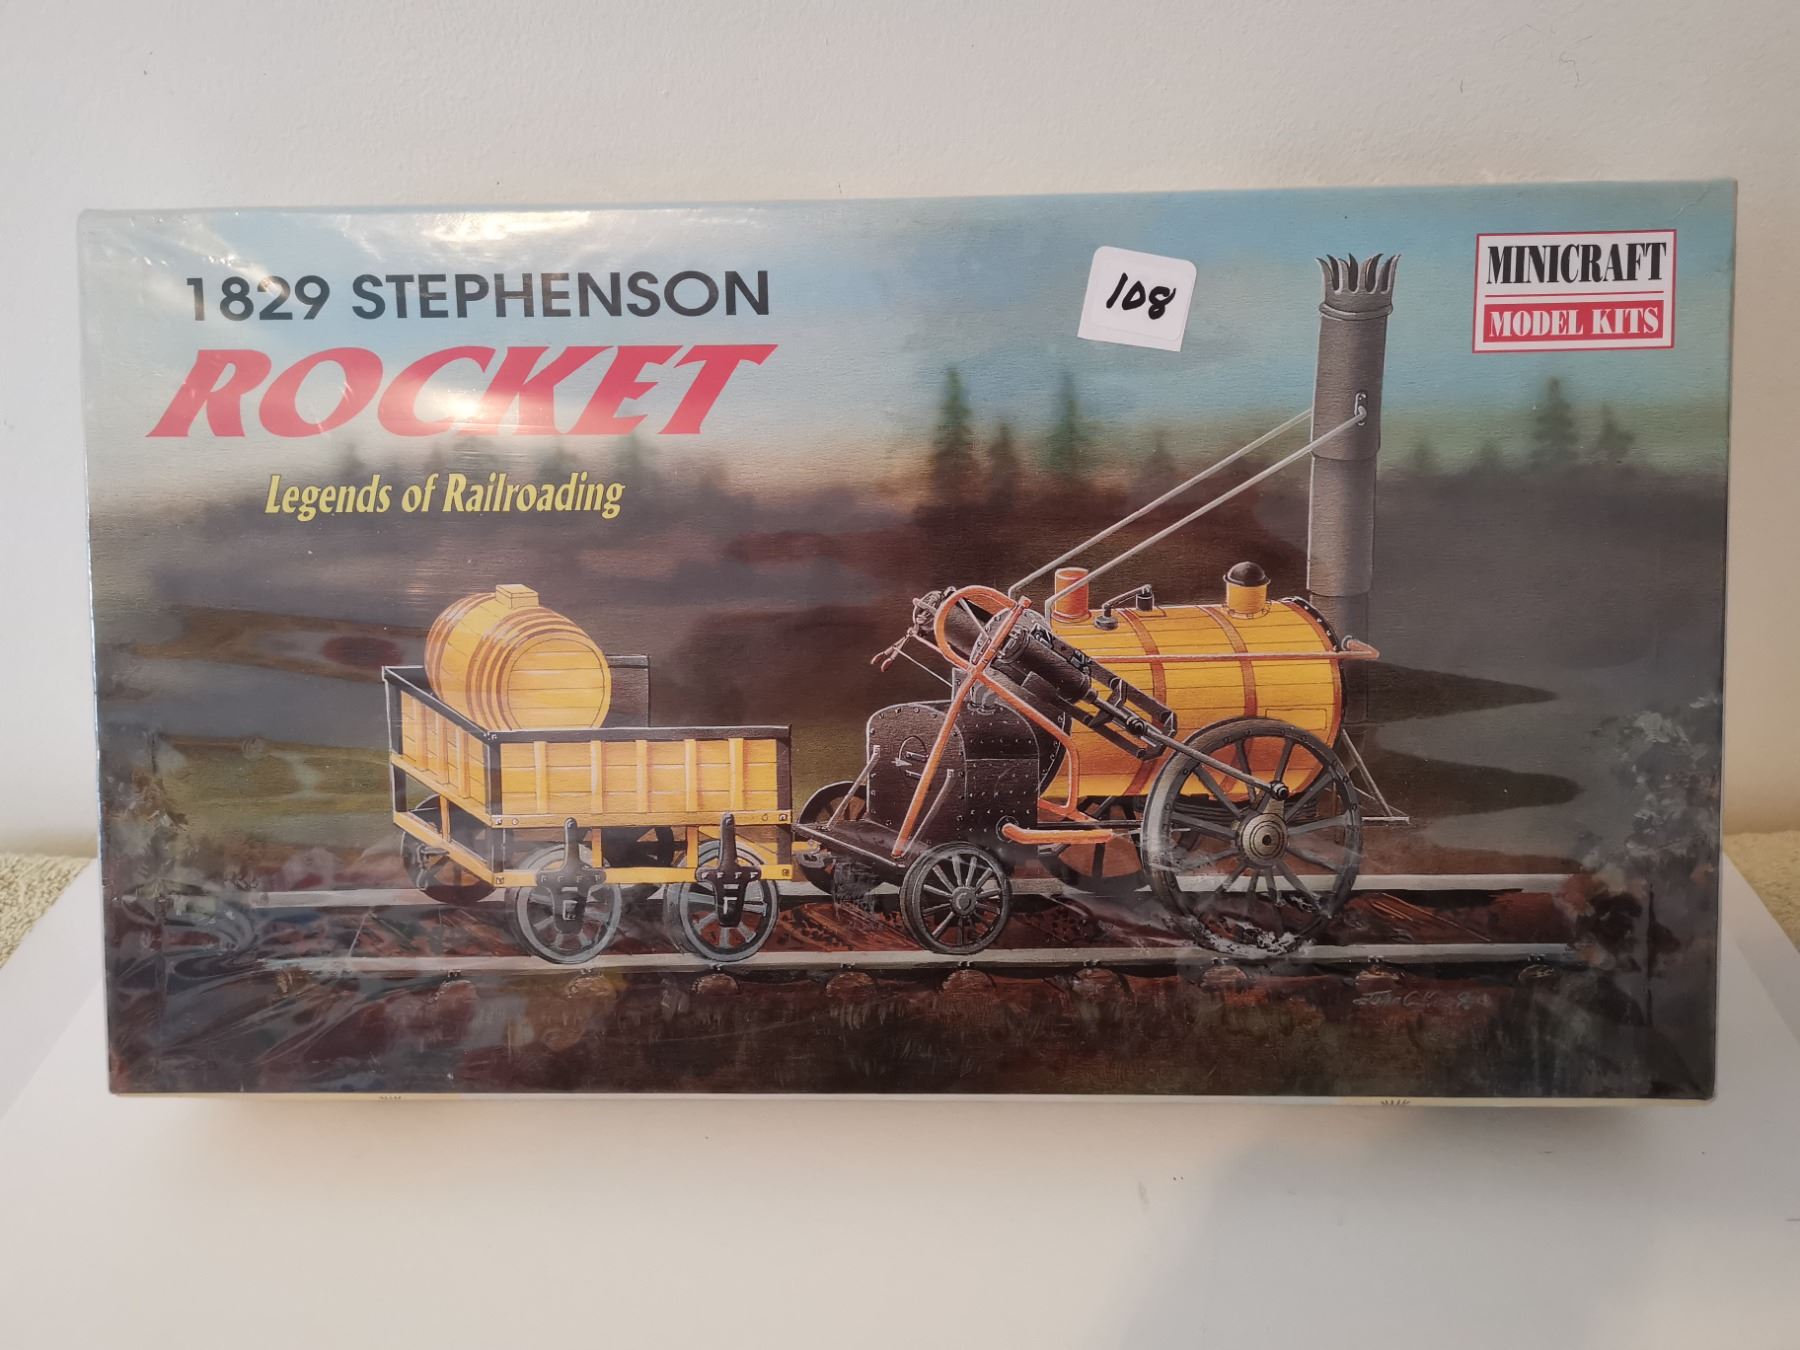 1829 STEPHENSON
ROCKET
Legends of Railroading
108
MINICRAFT
MODEL KITS
F
F